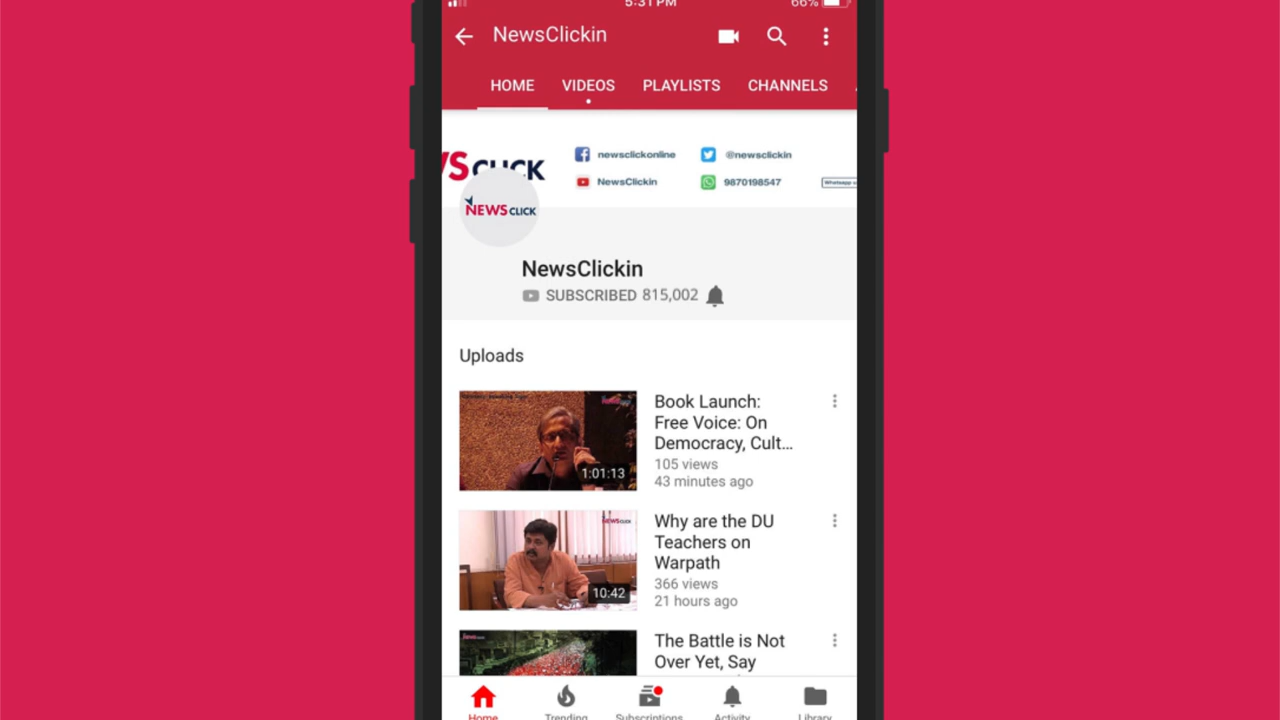 5:31 PM 66%
NewsClickin
HOME VIDEOS PLAYLISTS CHANNELS
CLICK
newsclickonline @newsclickin
NewsClickin 9870198547
NEWS CLICK
NewsClickin
SUBSCRIBED 815,002
Uploads
Book Launch:
Free Voice: On
Democracy, Cult...
105 views
43 minutes ago
1:01:13
Why are the DU
Teachers on
Warpath
366 views
21 hours ago
NEWSCLICK
10:42
The Battle is Not
Over Yet, Say
Home Trending Subscriptions Activity Library